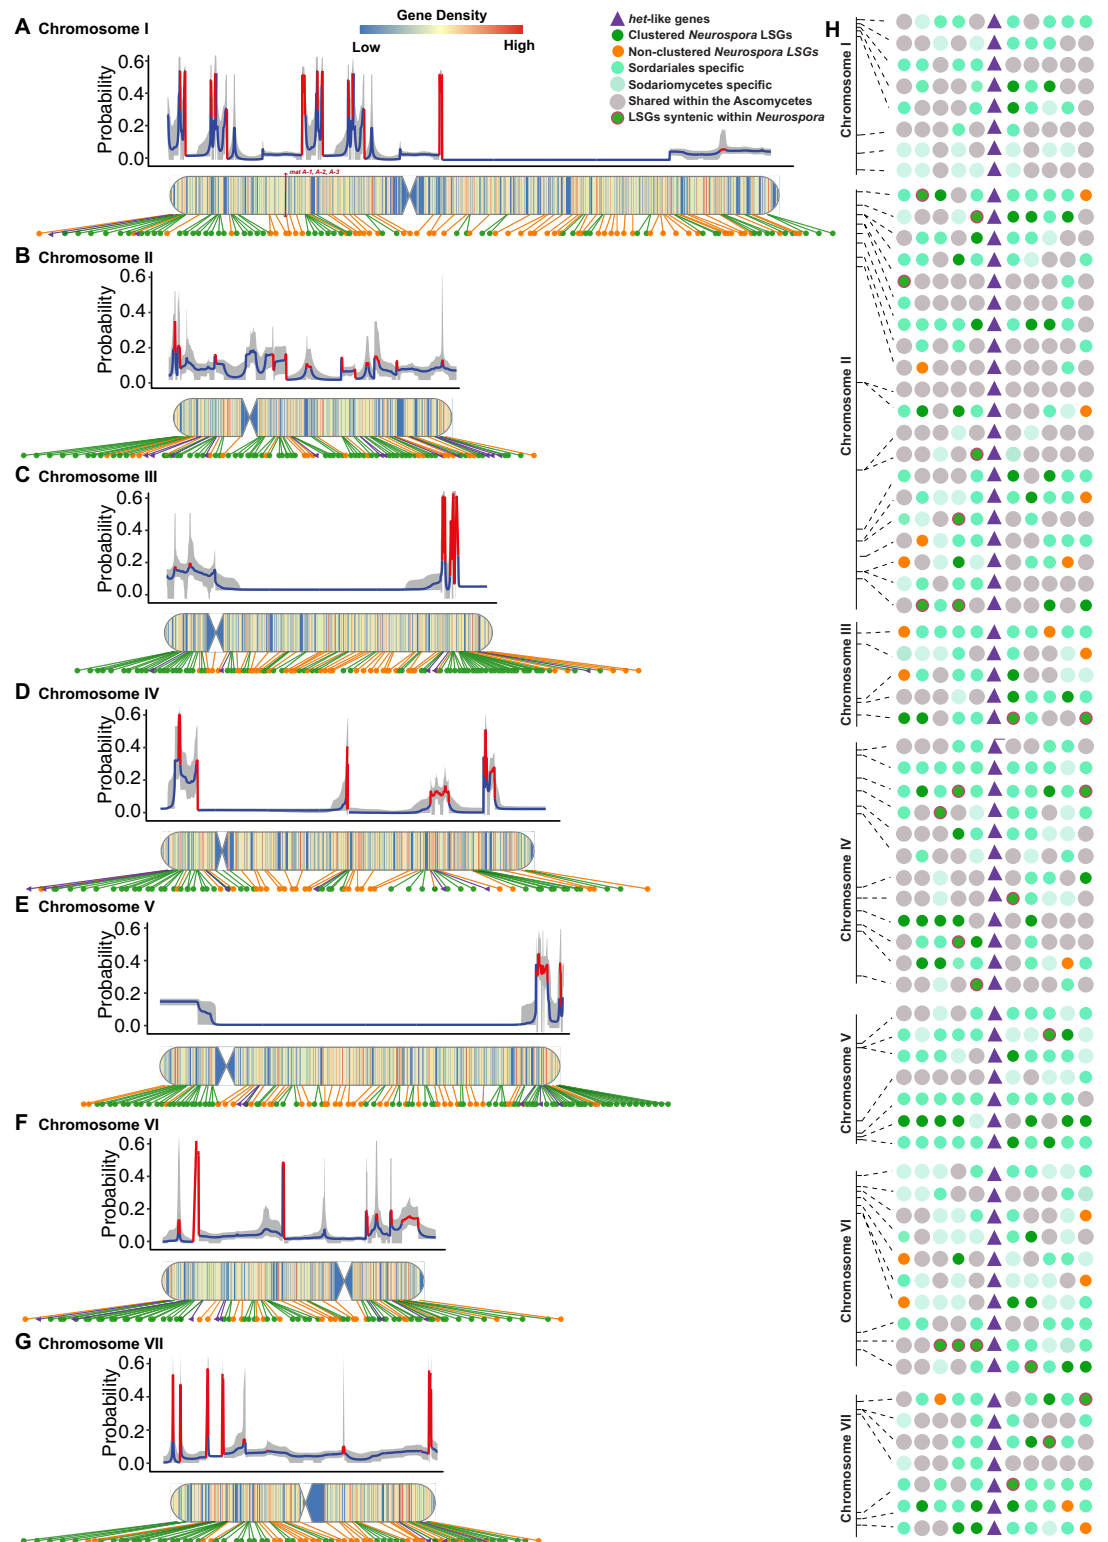 A Chromosome I
Gene Density
Low
High
het-like genes
Clustered Neurospora LSGs
Non-clustered Neurospora LSGs
Sordariales specific
Sodariomycetes specific
Shared within the Ascomycetes
LSGs syntenic within Neurospora
Probability
0.6
0.4
0.2
0.0
mat A-1, A-2, A-3
B Chromosome II
Probability
0.6
0.4
0.2
0.0
C Chromosome III
Probability
0.6
0.4
0.2
0.0
D Chromosome IV
Probability
0.6
0.4
0.2
0.0
E Chromosome V
Probability
0.6
0.4
0.2
0.0
F Chromosome VI
Probability
0.6
0.4
0.2
0.0
G Chromosome VII
Probability
0.6
0.4
0.2
0.0
H
Chromosome I
Chromosome II
Chromosome III
Chromosome IV
Chromosome V
Chromosome VI
Chromosome VII